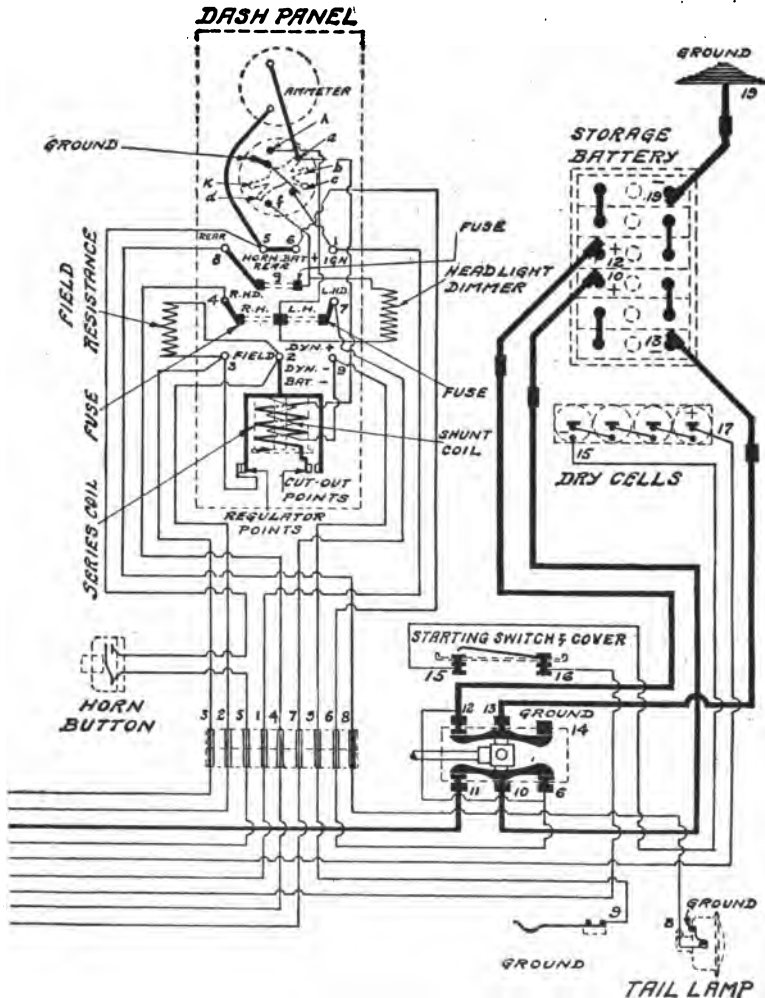 DASH PANEL
GROUND
AMMETER
19
STORAGE
BATTERY
h
a
GROUND
b
c
K
d
f
19
REAR
5
6
1
FUSE
+
12
8
HORN BAT +
IGN
REAR
HEADLIGHT
DIMMER
10
FIELD
RESISTANCE
4
R.HD.
L.HD.
7
R.H.
L.H.
13
DYN. +
FIELD
3
2
DYN. -
9
BAT. -
FUSE
FUSE
SHUNT
COIL
+
17
15
DRY CELLS
CUT-OUT
POINTS
REGULATOR
POINTS
SERIES COIL
STARTING SWITCH & COVER
15
16
HORN
BUTTON
3
2
5
1
4
7
9
6
8
12
13
GROUND
14
11
10
6
9
GROUND
8
GROUND
TAIL LAMP